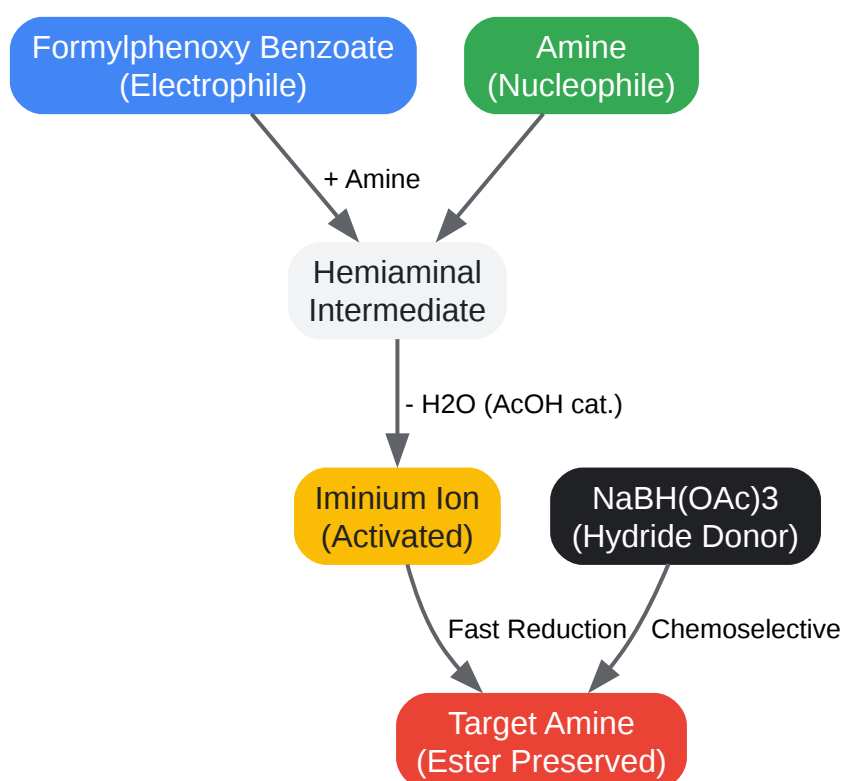 Formylphenoxy Benzoate
(Electrophile)
Amine
(Nucleophile)
+ Amine
Hemiaminal
Intermediate
- H2O (AcOH cat.)
Iminium Ion
(Activated)
NaBH(OAc)3
(Hydride Donor)
Fast Reduction
Chemoselective
Target Amine
(Ester Preserved)